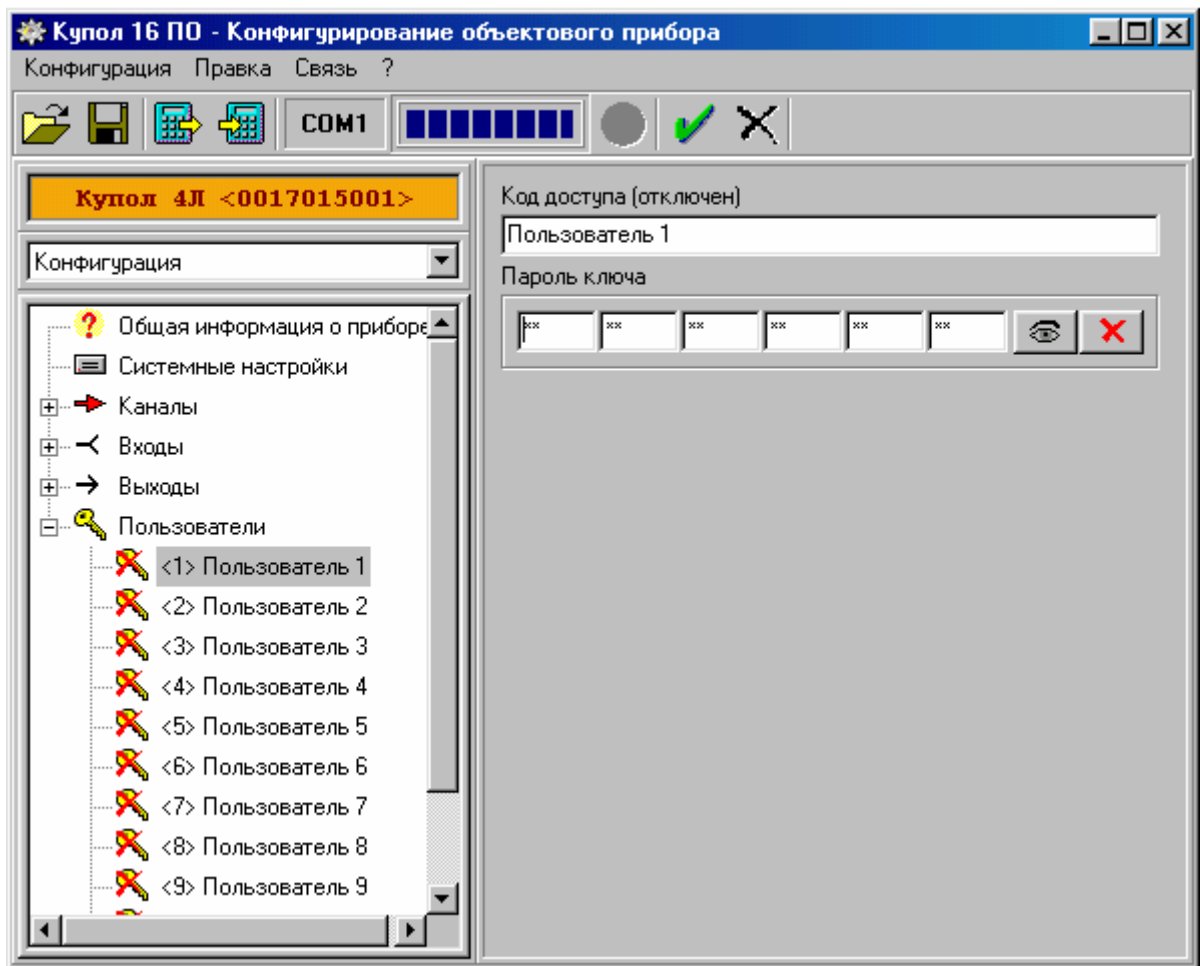 Купол 16 ПО - Конфигурирование объектового прибора
Конфигурация Правка Связь ?
COM1
Купол 4Л <0017015001>
Конфигурация
Общая информация о приборе
Системные настройки
Каналы
Входы
Выходы
Пользователи
<1> Пользователь 1
<2> Пользователь 2
<3> Пользователь 3
<4> Пользователь 4
<5> Пользователь 5
<6> Пользователь 6
<7> Пользователь 7
<8> Пользователь 8
<9> Пользователь 9
Код доступа (отключен)
Пользователь 1
Пароль ключа
** ** ** ** ** **